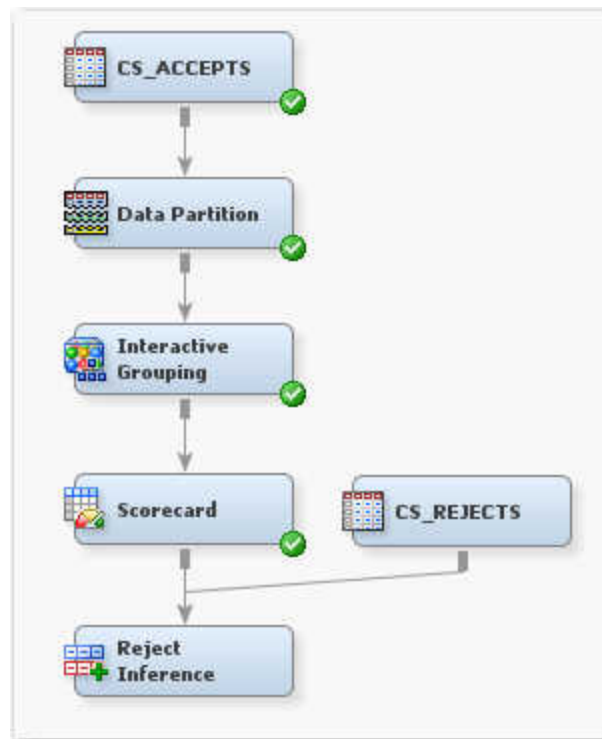 CS_ACCEPTS
Data Partition
Interactive
Grouping
Scorecard
CS_REJECTS
Reject
Inference